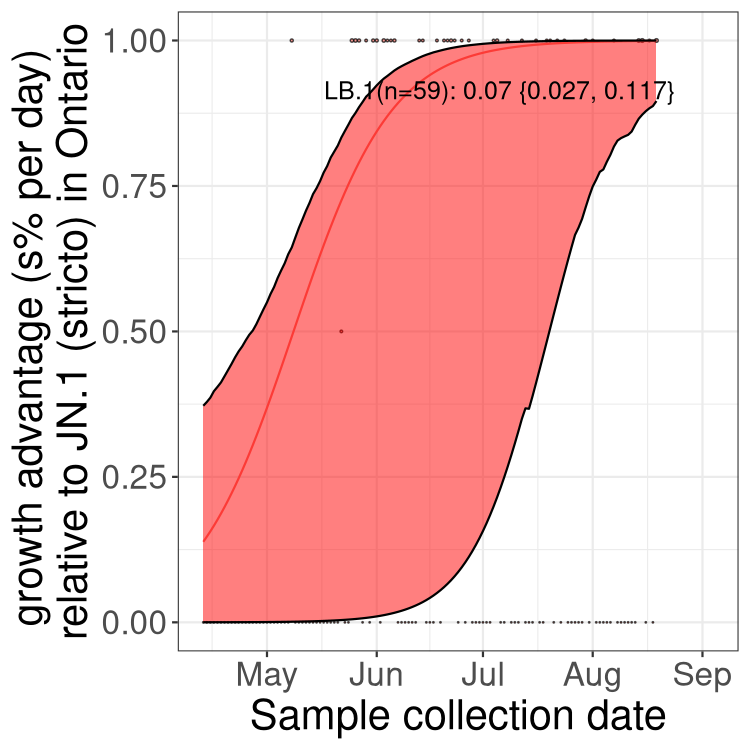 growth advantage (s% per day)
relative to JN.1 (stricto) in Ontario
1.00
0.75
0.50
0.25
0.00
LB.1(n=59): 0.07 {0.027, 0.117}
May Jun Jul Aug Sep
Sample collection date